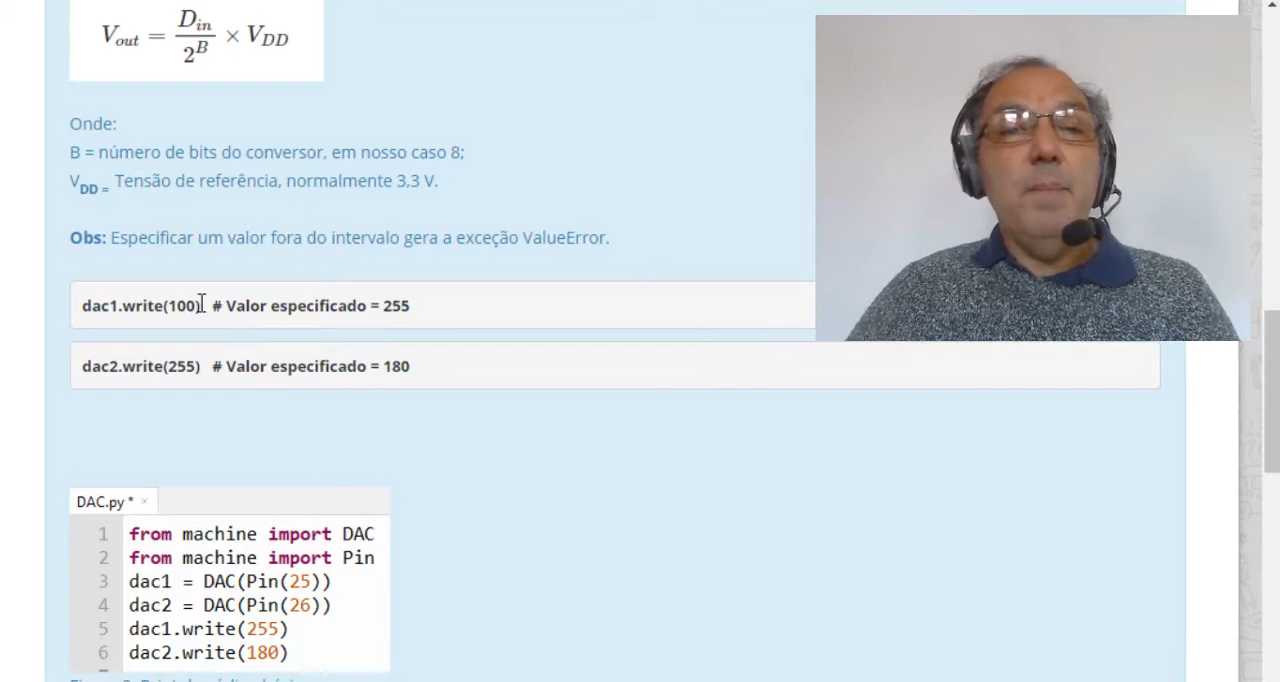 Vout = Din / 2^B × VDD
Onde:
B = número de bits do conversor, em nosso caso 8;
VDD = Tensão de referência, normalmente 3,3 V.
Obs: Especificar um valor fora do intervalo gera a exceção ValueError.
dac1.write(100) # Valor especificado = 255
dac2.write(255) # Valor especificado = 180
DAC.py * ×
1 from machine import DAC
2 from machine import Pin
3 dac1 = DAC(Pin(25))
4 dac2 = DAC(Pin(26))
5 dac1.write(255)
6 dac2.write(180)